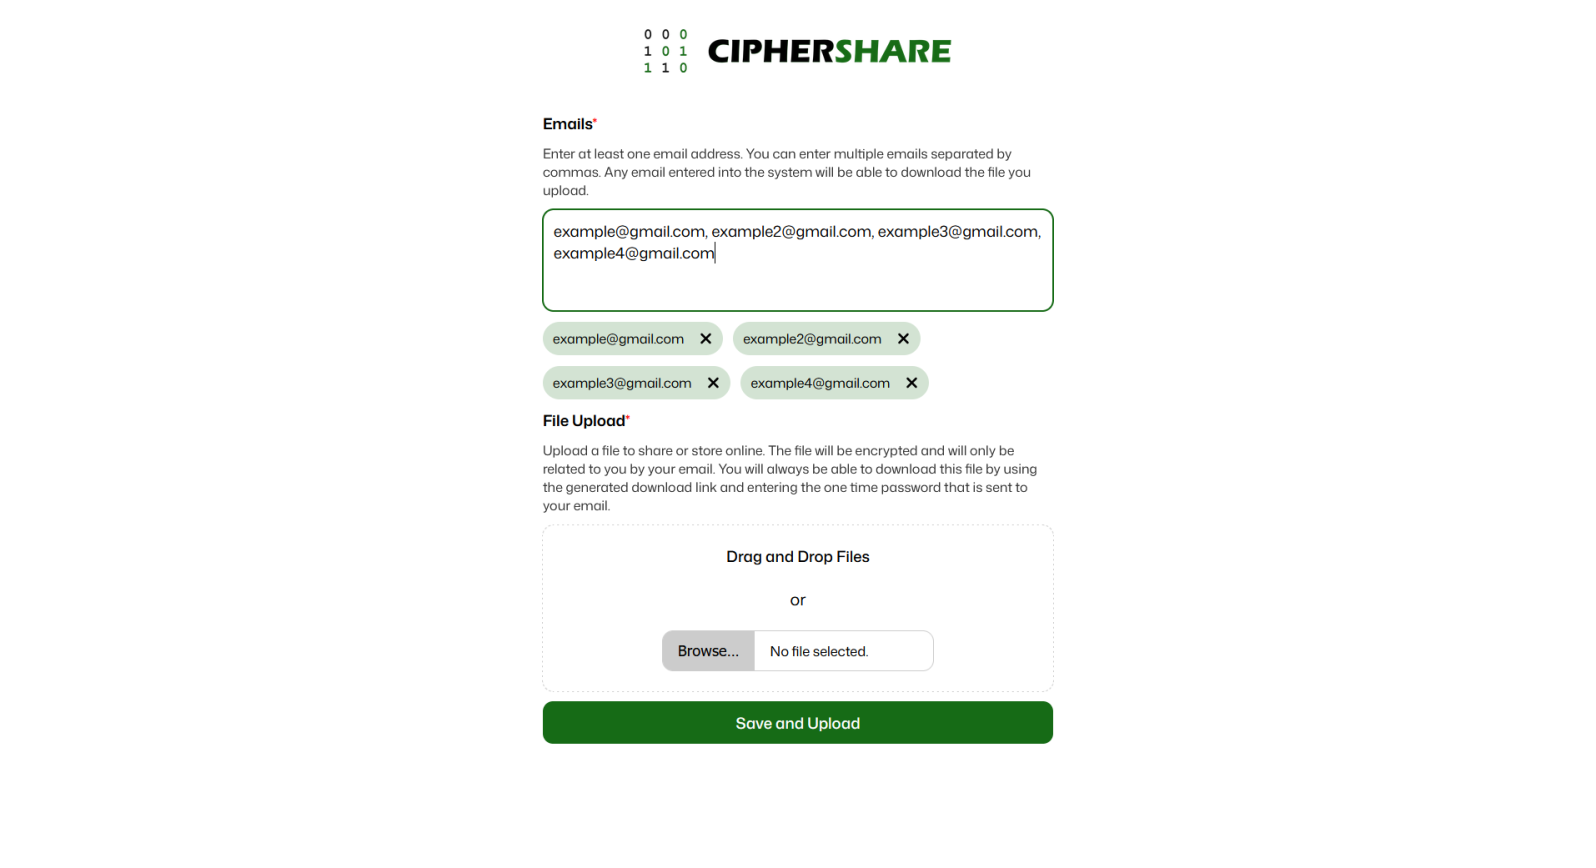 0 0 0
1 0 1
1 1 0
CIPHERSHARE
Emails*
Enter at least one email address. You can enter multiple emails separated by
commas. Any email entered into the system will be able to download the file you
upload.
example@gmail.com, example2@gmail.com, example3@gmail.com,
example4@gmail.com
example@gmail.com ✕ example2@gmail.com ✕
example3@gmail.com ✕ example4@gmail.com ✕
File Upload*
Upload a file to share or store online. The file will be encrypted and will only be
related to you by your email. You will always be able to download this file by using
the generated download link and entering the one time password that is sent to
your email.
Drag and Drop Files
or
Browse... No file selected.
Save and Upload